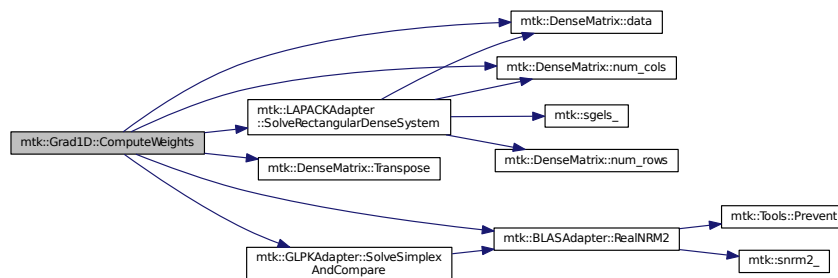 mtk::DenseMatrix::data
mtk::DenseMatrix::num_cols
mtk::LAPACKAdapter
::SolveRectangularDenseSystem
mtk::sgels_
mtk::Grad1D::ComputeWeights
mtk::DenseMatrix::num_rows
mtk::DenseMatrix::Transpose
mtk::Tools::Prevent
mtk::BLASAdapter::RealNRM2
mtk::GLPKAdapter::SolveSimplex
AndCompare
mtk::snrm2_